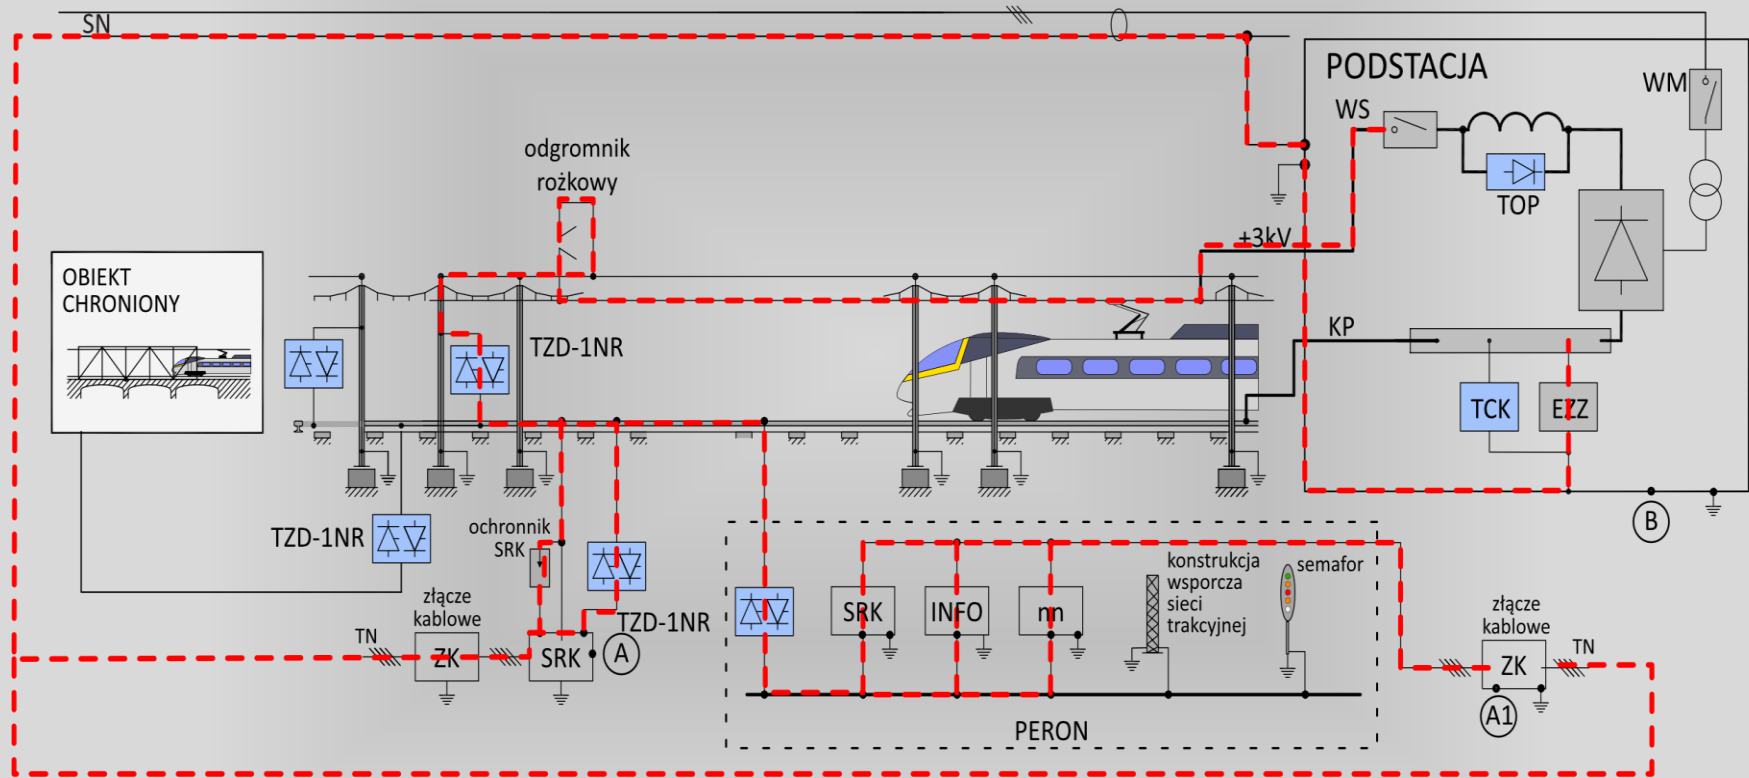 SN
PODSTACJA
WM
WS
odgromnik
rożkowy
TOP
+3kV
OBIEKT
CHRONIONY
KP
TZD-1NR
TCK
EZZ
ochronnik
SRK
TZD-1NR
B
konstrukcja
wsporcza
sieci
trakcyjnej
semafor
złącze
kablowe
SRK
INFO
nn
złącze
kablowe
TZD-1NR
TN
ZK
SRK
A
TN
ZK
A1
PERON